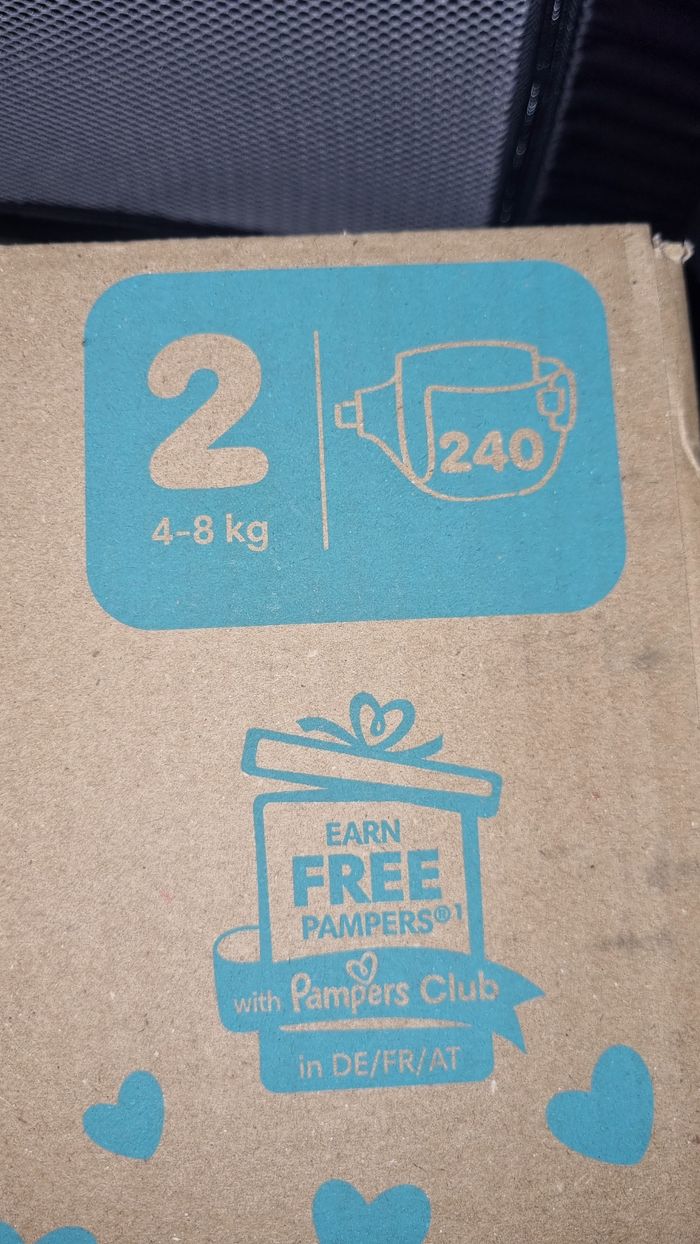 2
4-8 kg
240
EARN
FREE
PAMPERS®1
with Pampers Club
in DE/FR/AT